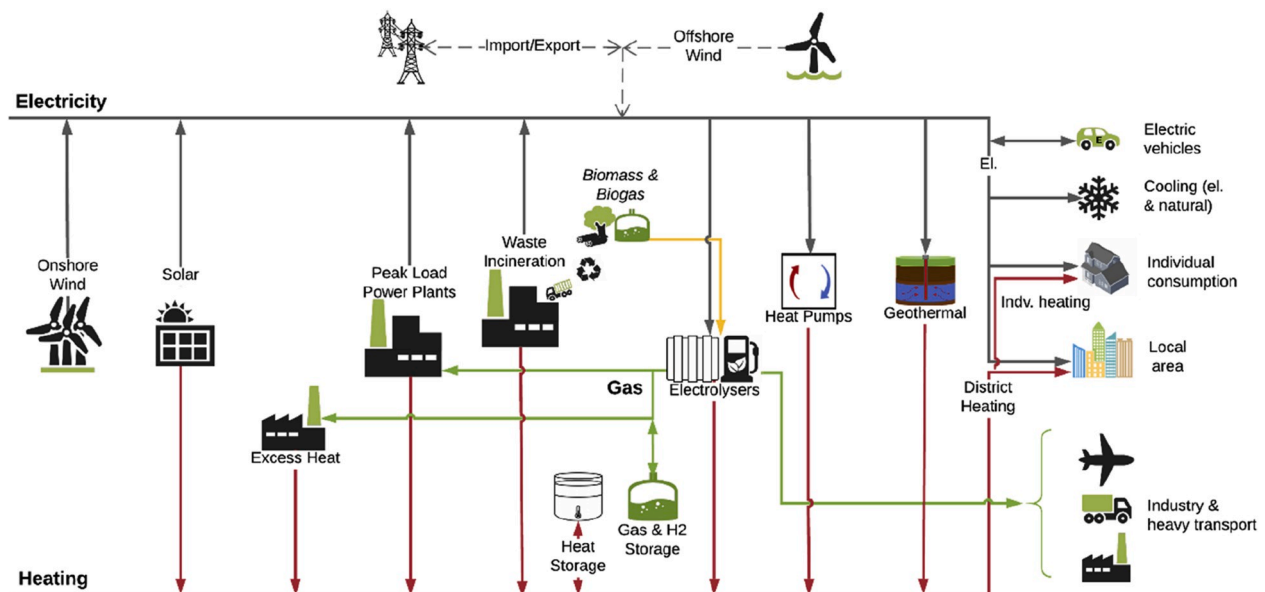 Import/Export
Offshore
Wind
Electricity
Electric
vehicles
El.
Cooling (el.
& natural)
Biomass &
Biogas
Onshore
Wind
Solar
Peak Load
Power Plants
Waste
Incineration
Heat Pumps
Geothermal
Individual
consumption
Indv. heating
Local
area
Gas
Electrolysers
District
Heating
Excess Heat
Heat
Storage
Gas & H2
Storage
Industry &
heavy transport
Heating
E